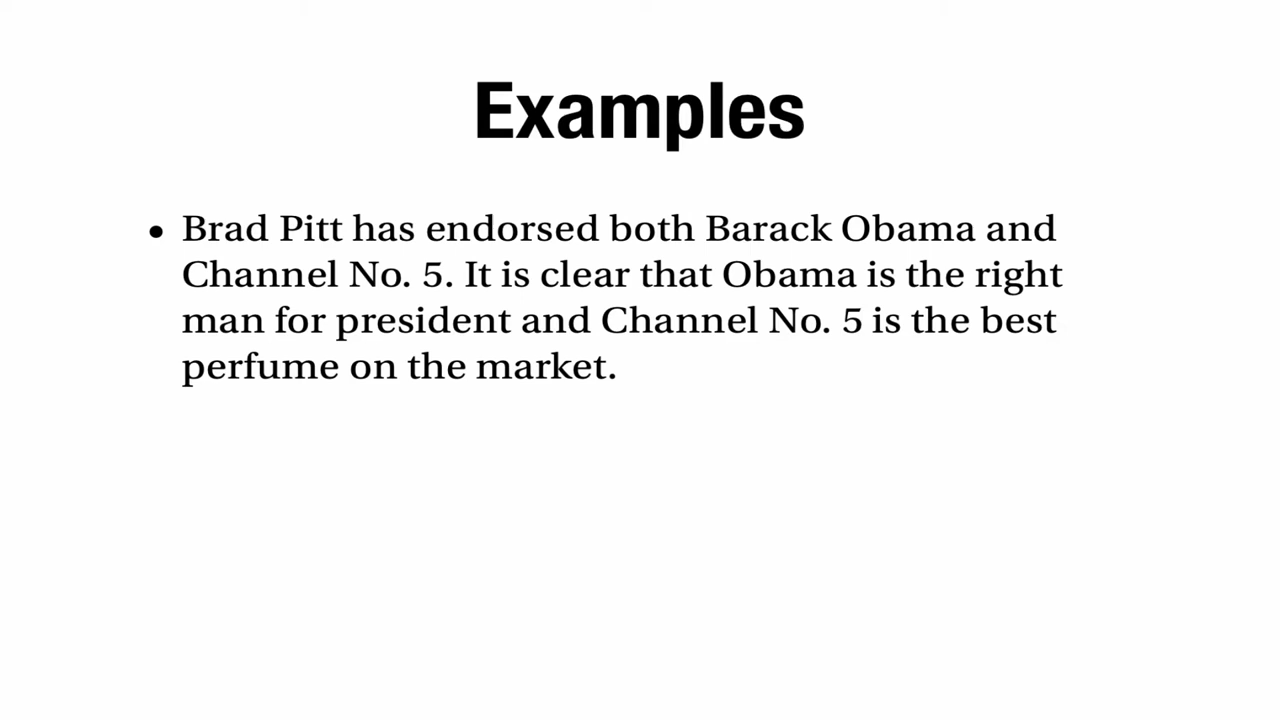 Examples
• Brad Pitt has endorsed both Barack Obama and
Channel No. 5. It is clear that Obama is the right
man for president and Channel No. 5 is the best
perfume on the market.